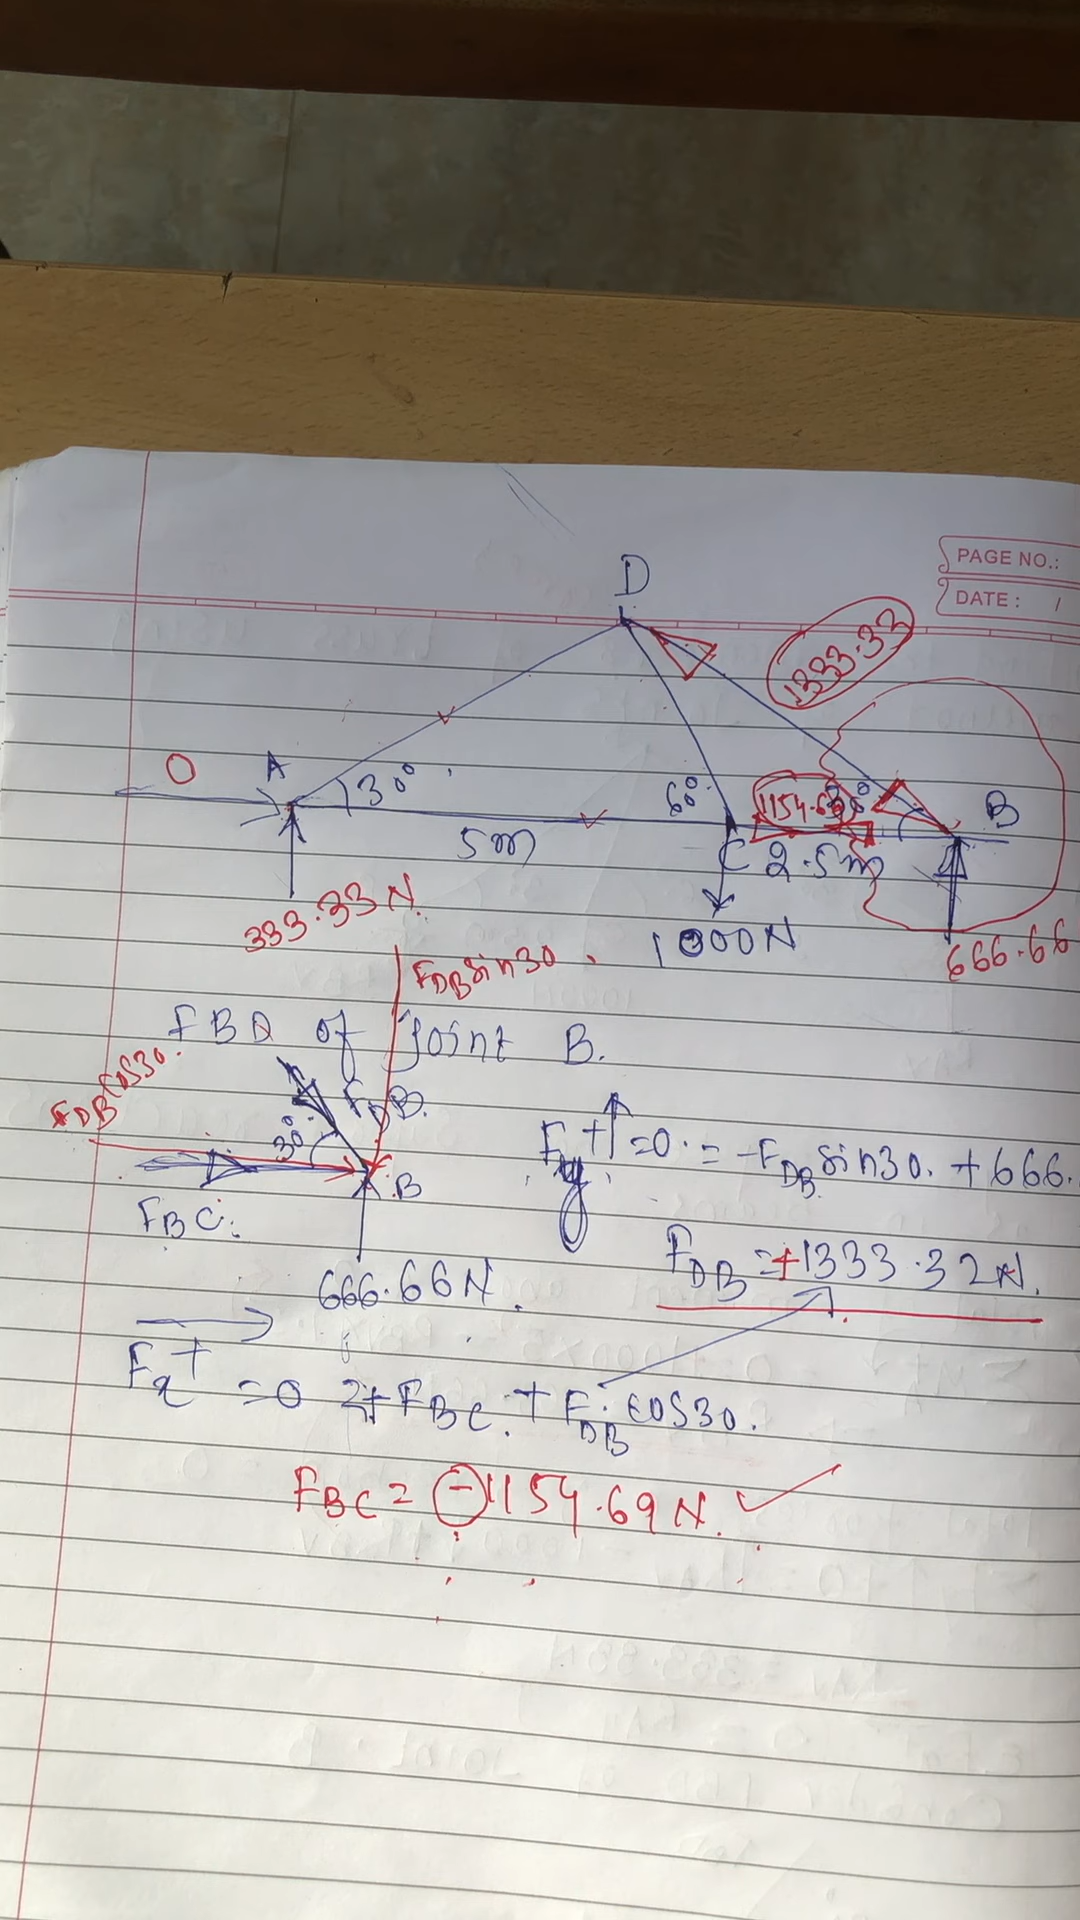 PAGE NO.:
DATE: /
D
1333.33
O
A
30°
60°
1154.6
30°
B
5m
C
2.5m
333.33N.
1000N
666.66
FDB sin30
FBD of Joint B.
FDB cos30.
FDB.
30°
B
Fy+↑=0.=-FDB sin30.+666.
FBC.
FDB=+1333.32N.
666.66N.
Fx+ =0 =+FBC.+FDB cos30.
FBC=-1154.69N.